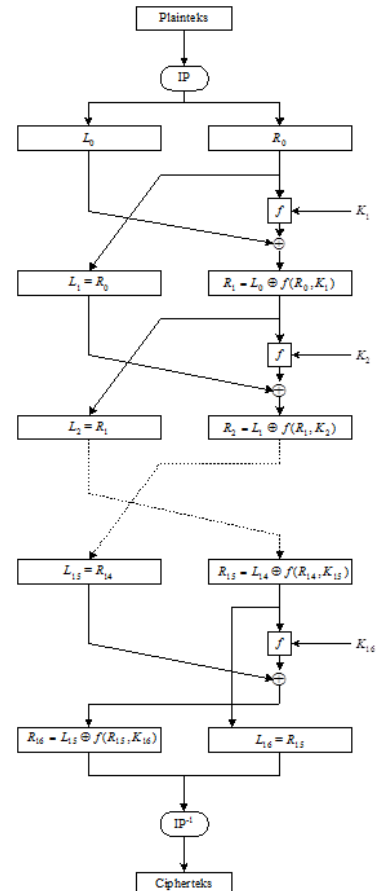 Plainteks
IP
L₀ R₀
f K₁
L₁ = R₀ R₁ = L₀ ⊕ f(R₀, K₁)
f K₂
L₂ = R₁ R₂ = L₁ ⊕ f(R₁, K₂)
L₁₅ = R₁₄ R₁₅ = L₁₄ ⊕ f(R₁₄, K₁₅)
f K₁₆
R₁₆ = L₁₅ ⊕ f(R₁₅, K₁₆) L₁₆ = R₁₅
IP⁻¹
Cipherteks